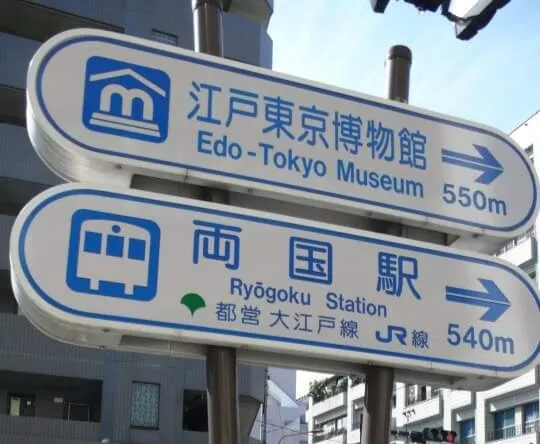 江戸東京博物館
Edo-Tokyo Museum 550m
両国駅
Ryōgoku Station
都営 大江戸線 JR線 540m